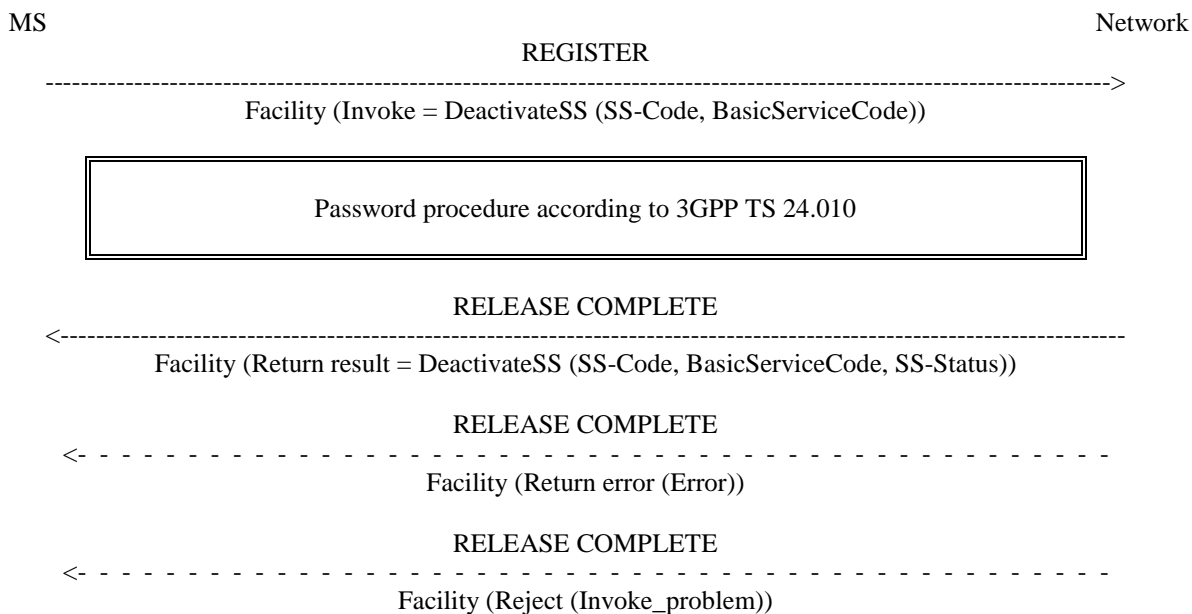 MS Network
REGISTER
Facility (Invoke = DeactivateSS (SS-Code, BasicServiceCode))
Password procedure according to 3GPP TS 24.010
RELEASE COMPLETE
Facility (Return result = DeactivateSS (SS-Code, BasicServiceCode, SS-Status))
RELEASE COMPLETE
Facility (Return error (Error))
RELEASE COMPLETE
Facility (Reject (Invoke_problem))